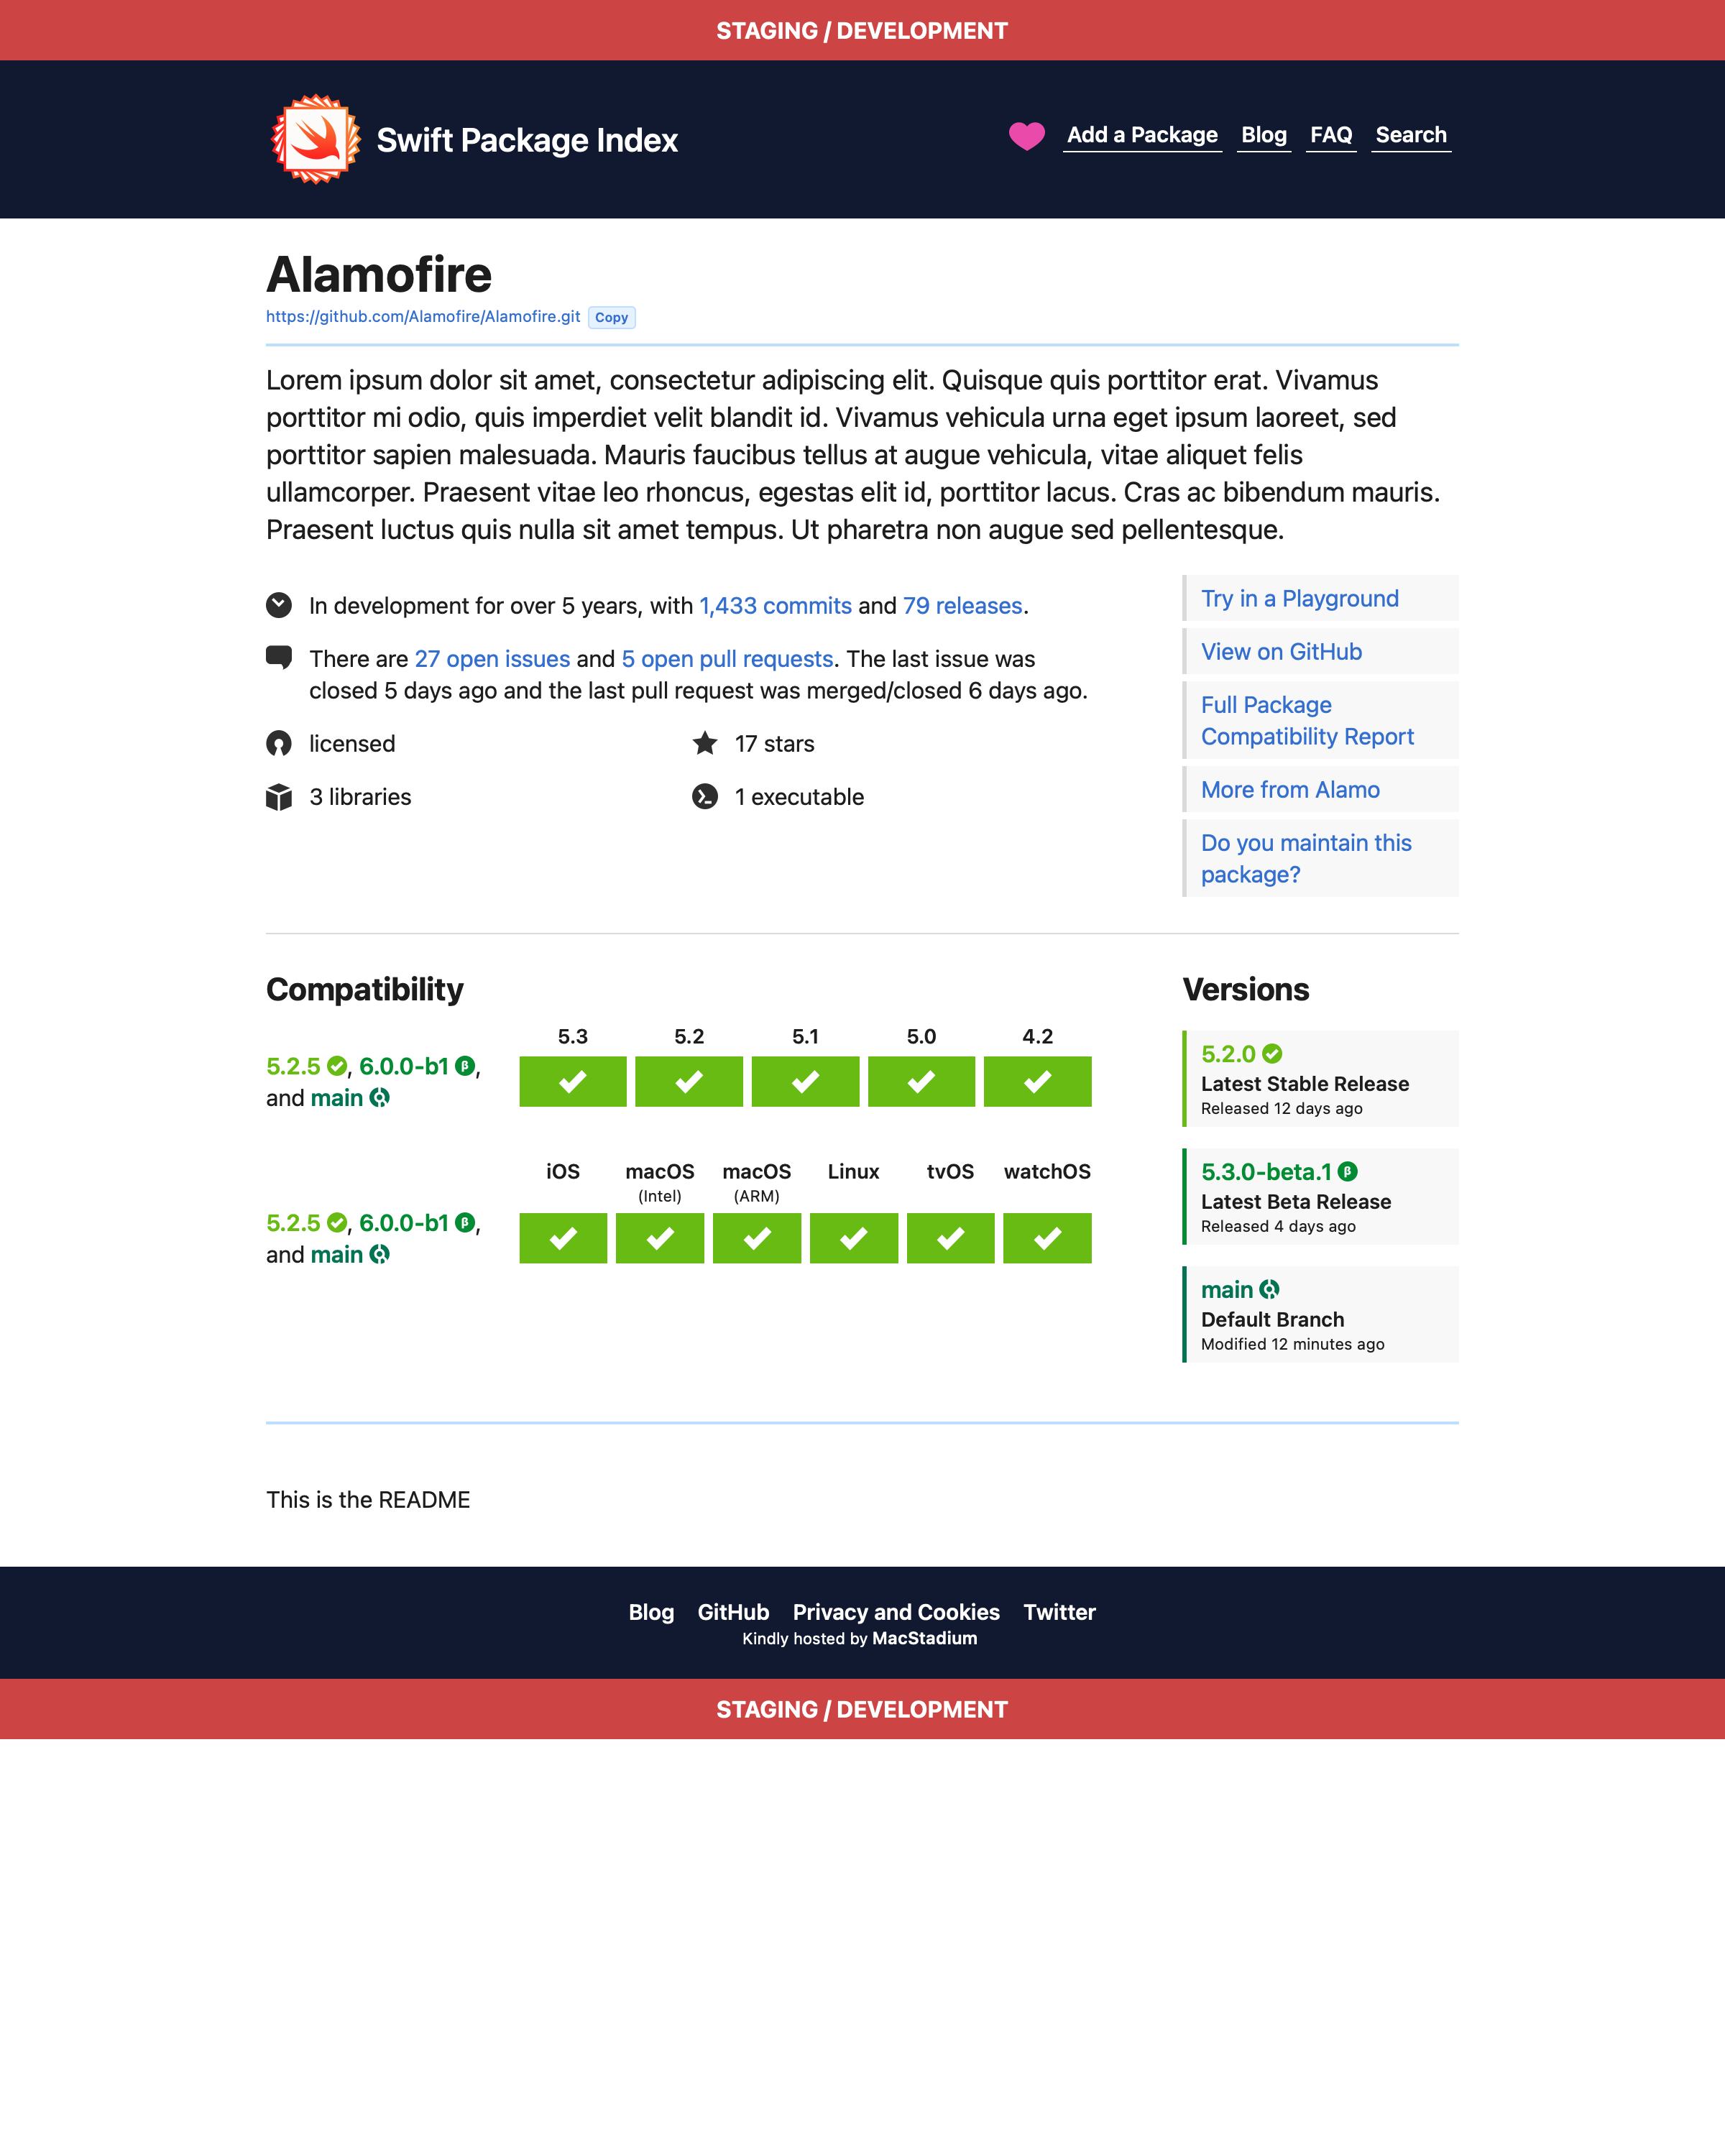 STAGING / DEVELOPMENT
Swift Package Index
Add a Package Blog FAQ Search
Alamofire
https://github.com/Alamofire/Alamofire.git Copy
Lorem ipsum dolor sit amet, consectetur adipiscing elit. Quisque quis porttitor erat. Vivamus
porttitor mi odio, quis imperdiet velit blandit id. Vivamus vehicula urna eget ipsum laoreet, sed
porttitor sapien malesuada. Mauris faucibus tellus at augue vehicula, vitae aliquet felis
ullamcorper. Praesent vitae leo rhoncus, egestas elit id, porttitor lacus. Cras ac bibendum mauris.
Praesent luctus quis nulla sit amet tempus. Ut pharetra non augue sed pellentesque.
In development for over 5 years, with 1,433 commits and 79 releases.
There are 27 open issues and 5 open pull requests. The last issue was
closed 5 days ago and the last pull request was merged/closed 6 days ago.
licensed
17 stars
3 libraries
1 executable
Try in a Playground
View on GitHub
Full Package
Compatibility Report
More from Alamo
Do you maintain this
package?
Compatibility
5.3 5.2 5.1 5.0 4.2
5.2.5, 6.0.0-b1 β,
and main
iOS macOS macOS Linux tvOS watchOS
(Intel) (ARM)
5.2.5, 6.0.0-b1 β,
and main
Versions
5.2.0
Latest Stable Release
Released 12 days ago
5.3.0-beta.1 β
Latest Beta Release
Released 4 days ago
main
Default Branch
Modified 12 minutes ago
This is the README
Blog GitHub Privacy and Cookies Twitter
Kindly hosted by MacStadium
STAGING / DEVELOPMENT